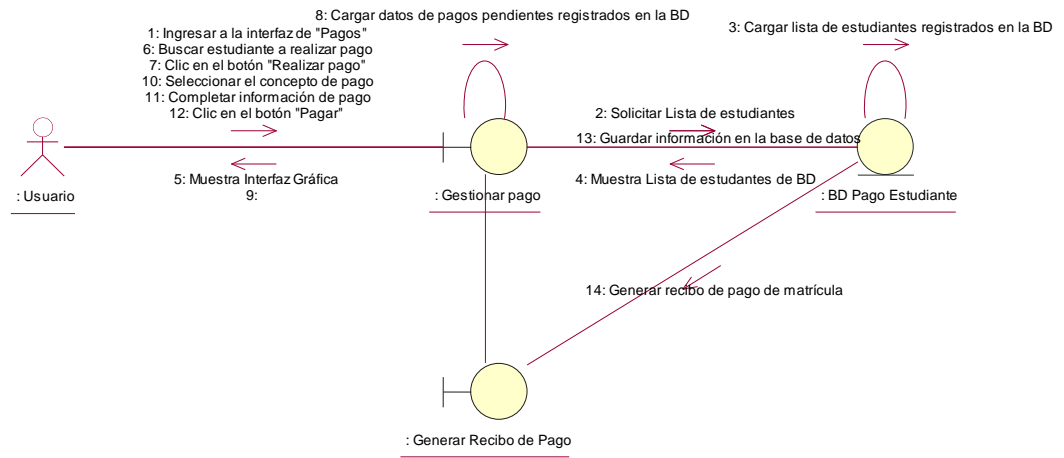 8: Cargar datos de pagos pendientes registrados en la BD
3: Cargar lista de estudiantes registrados en la BD
1: Ingresar a la interfaz de "Pagos"
6: Buscar estudiante a realizar pago
7: Clic en el botón "Realizar pago"
10: Seleccionar el concepto de pago
11: Completar información de pago
12: Clic en el botón "Pagar"
2: Solicitar Lista de estudiantes
13: Guardar información en la base de datos
5: Muestra Interfaz Gráfica
9:
4: Muestra Lista de estudantes de BD
: Usuario
: Gestionar pago
: BD Pago Estudiante
14: Generar recibo de pago de matrícula
: Generar Recibo de Pago